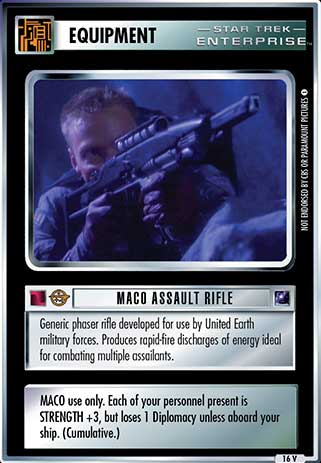 EQUIPMENT
STAR TREK
ENTERPRISE™
NOT ENDORSED BY CBS OR PARAMOUNT PICTURES
MACO ASSAULT RIFLE
Generic phaser rifle developed for use by United Earth
military forces. Produces rapid-fire discharges of energy ideal
for combating multiple assailants.
MACO use only. Each of your personnel present is
STRENGTH +3, but loses 1 Diplomacy unless aboard your
ship. (Cumulative.)
16 V